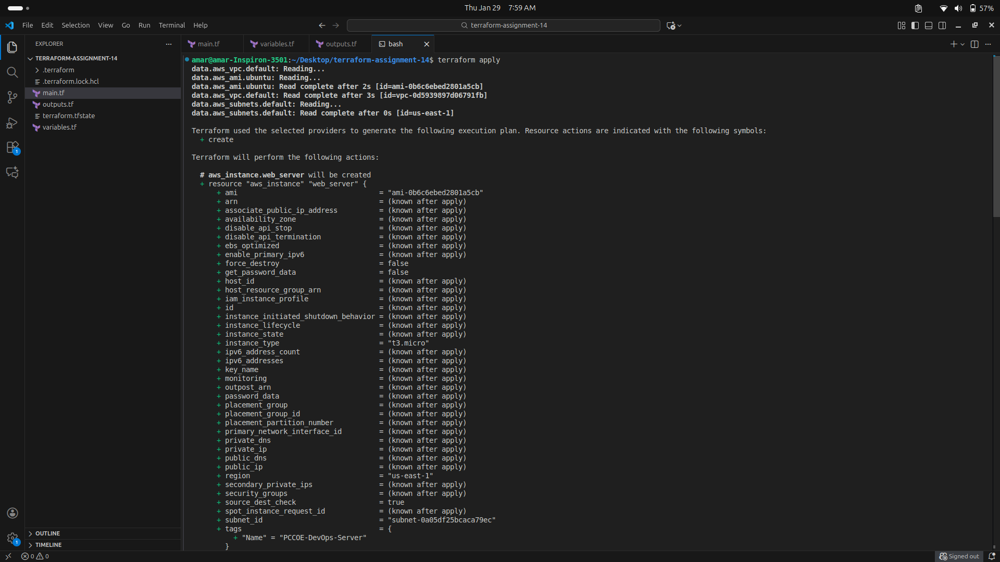 Thu Jan 29 7:59 AM
57%
File Edit Selection View Go Run Terminal Help
terraform-assignment-14
EXPLORER
main.tf
variables.tf
outputs.tf
bash
TERRAFORM-ASSIGNMENT-14
.terraform
.terraform.lock.hcl
main.tf
outputs.tf
terraform.tfstate
variables.tf
1
amar@amar-Inspiron-3501:~/Desktop/terraform-assignment-14$ terraform apply
data.aws_vpc.default: Reading...
data.aws_ami.ubuntu: Reading...
data.aws_ami.ubuntu: Read complete after 2s [id=ami-0b6c6ebed2801a5cb]
data.aws_vpc.default: Read complete after 3s [id=vpc-0d5939897d06791fb]
data.aws_subnets.default: Reading...
data.aws_subnets.default: Read complete after 0s [id=us-east-1]
Terraform used the selected providers to generate the following execution plan. Resource actions are indicated with the following symbols:
+ create
Terraform will perform the following actions:
# aws_instance.web_server will be created
+ resource "aws_instance" "web_server" {
+ ami = "ami-0b6c6ebed2801a5cb"
+ arn = (known after apply)
+ associate_public_ip_address = (known after apply)
+ availability_zone = (known after apply)
+ disable_api_stop = (known after apply)
+ disable_api_termination = (known after apply)
+ ebs_optimized = (known after apply)
+ enable_primary_ipv6 = (known after apply)
+ force_destroy = false
+ get_password_data = false
+ host_id = (known after apply)
+ host_resource_group_arn = (known after apply)
+ iam_instance_profile = (known after apply)
+ id = (known after apply)
+ instance_initiated_shutdown_behavior = (known after apply)
+ instance_lifecycle = (known after apply)
+ instance_state = (known after apply)
+ instance_type = "t3.micro"
+ ipv6_address_count = (known after apply)
+ ipv6_addresses = (known after apply)
+ key_name = (known after apply)
+ monitoring = (known after apply)
+ outpost_arn = (known after apply)
+ password_data = (known after apply)
+ placement_group = (known after apply)
+ placement_group_id = (known after apply)
+ placement_partition_number = (known after apply)
+ primary_network_interface_id = (known after apply)
+ private_dns = (known after apply)
+ private_ip = (known after apply)
+ public_dns = (known after apply)
+ public_ip = (known after apply)
+ region = "us-east-1"
+ secondary_private_ips = (known after apply)
+ security_groups = (known after apply)
+ source_dest_check = true
+ spot_instance_request_id = (known after apply)
+ subnet_id = "subnet-0a05df25bcaca79ec"
+ tags = {
+ "Name" = "PCCOE-DevOps-Server"
}
OUTLINE
TIMELINE
1
0 0
Signed out